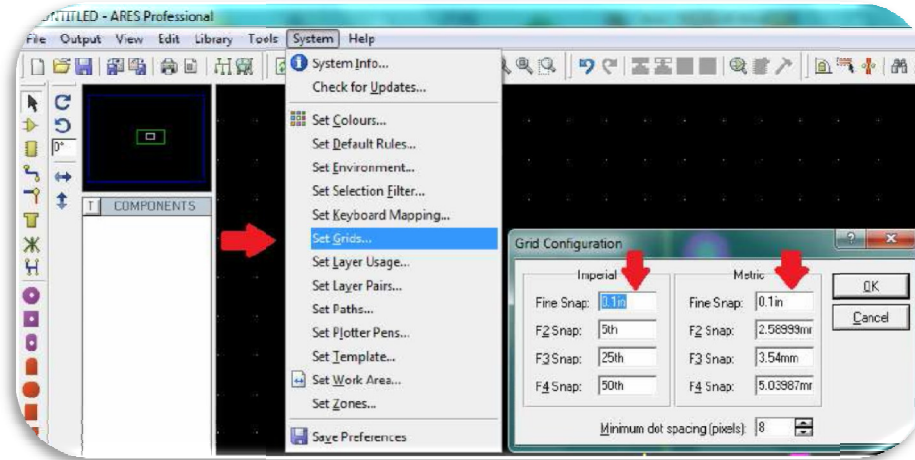 UNTITLED - ARES Professional
File Output View Edit Library Tools System Help
System Info...
Check for Updates...
Set Colours...
Set Default Rules...
Set Environment...
Set Selection Filter...
Set Keyboard Mapping...
Set Grids...
Set Layer Usage...
Set Layer Pairs...
Set Paths...
Set Plotter Pens...
Set Template...
Set Work Area...
Set Zones...
Save Preferences
0°
T COMPONENTS
Grid Configuration
Imperial
Fine Snap: 0.1in
F2 Snap: 5th
F3 Snap: 25th
F4 Snap: 50th
Metric
Fine Snap: 0.1in
F2 Snap: 2.58999mr
F3 Snap: 3.54mm
F4 Snap: 5.03987mr
Minimum dot spacing (pixels): 8
OK
Cancel